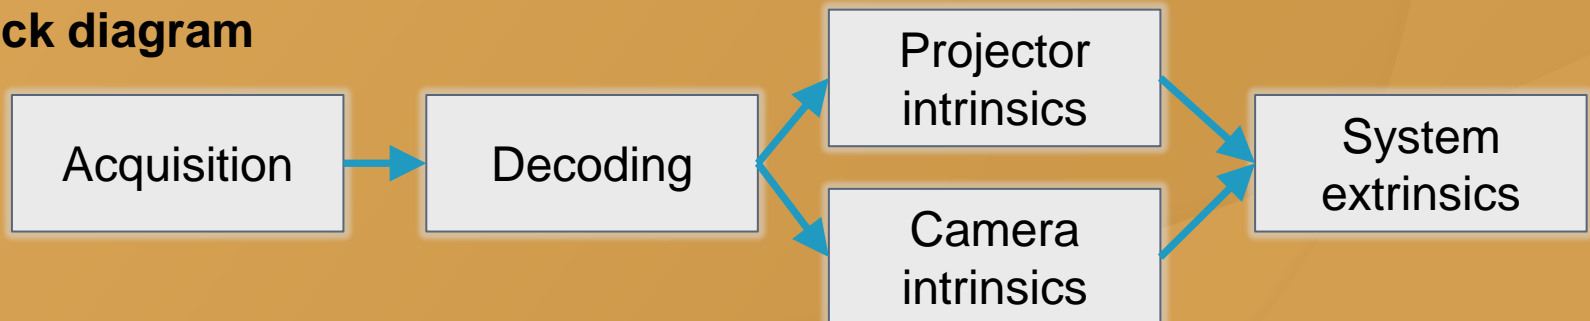 ck diagram
Acquisition
Decoding
Projector
intrinsics
Camera
intrinsics
System
extrinsics